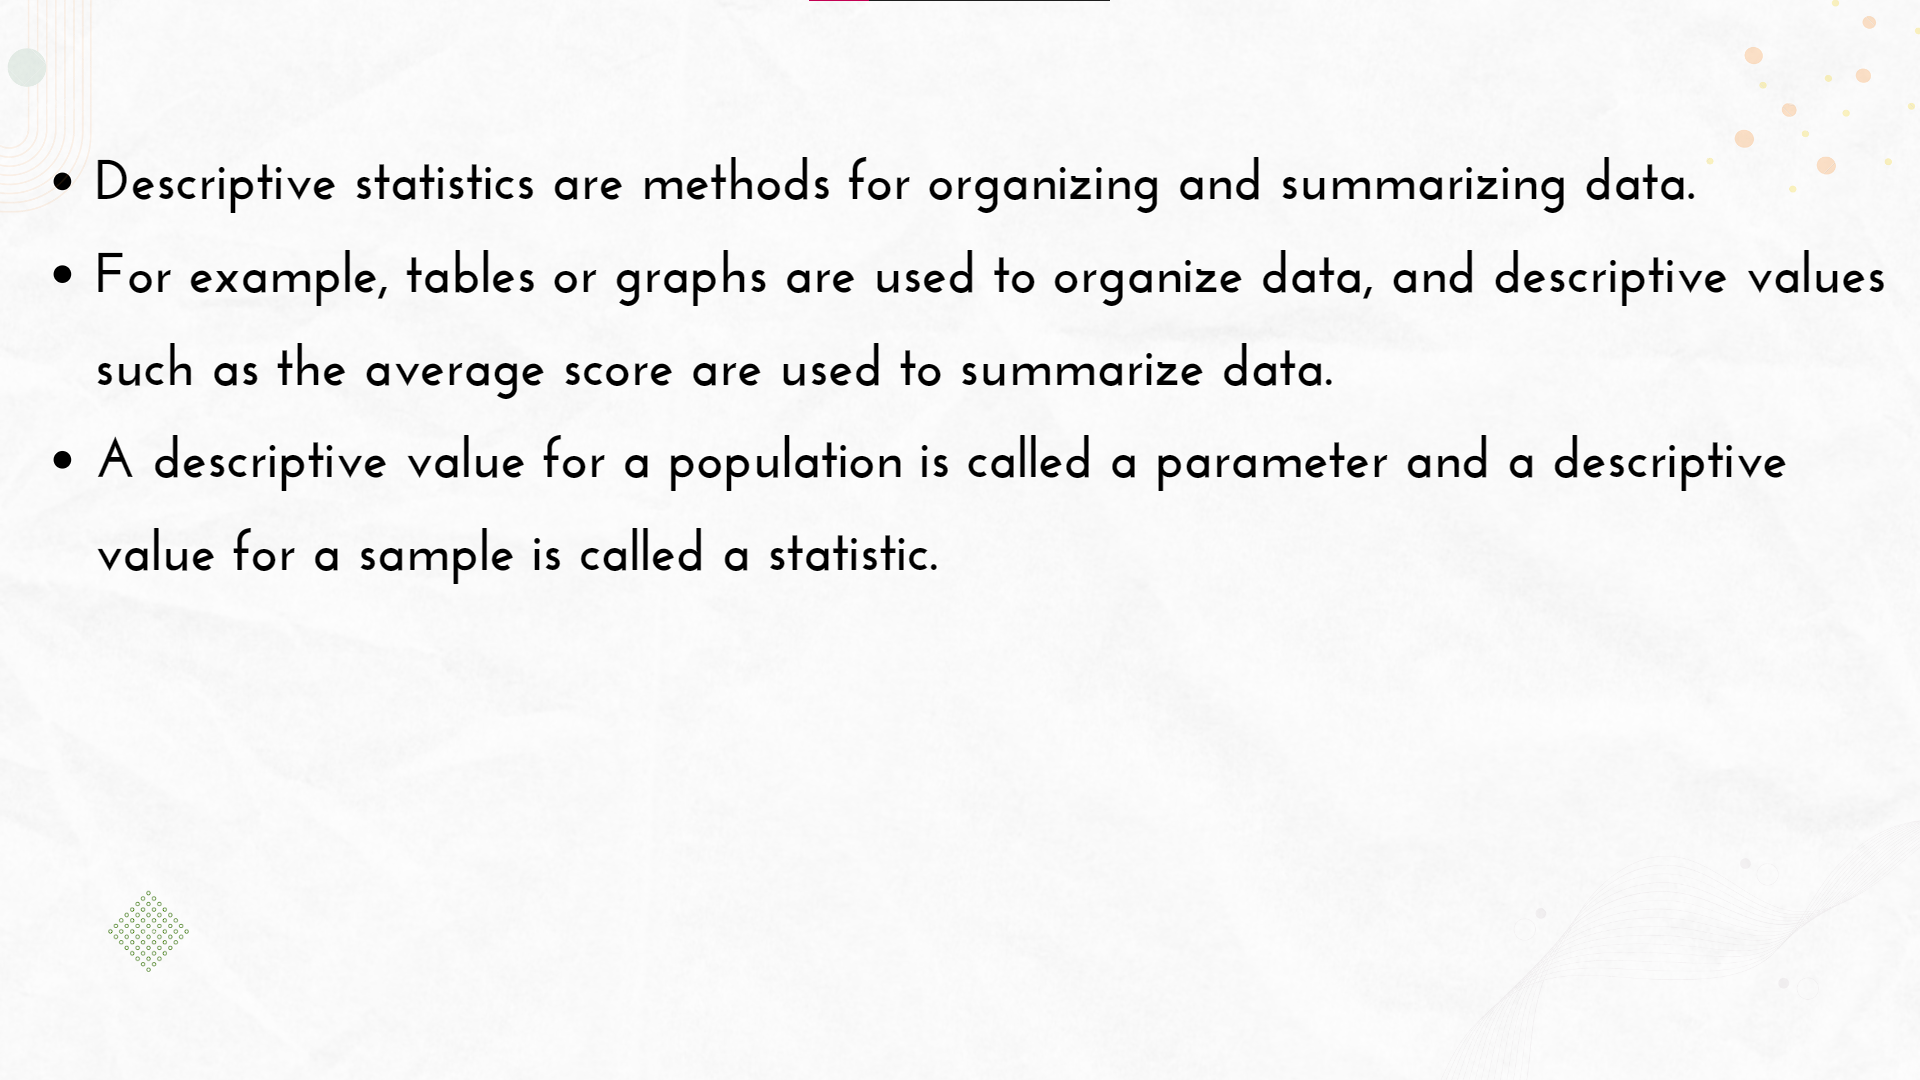 • Descriptive statistics are methods for organizing and summarizing data.
• For example, tables or graphs are used to organize data, and descriptive values
such as the average score are used to summarize data.
• A descriptive value for a population is called a parameter and a descriptive
value for a sample is called a statistic.